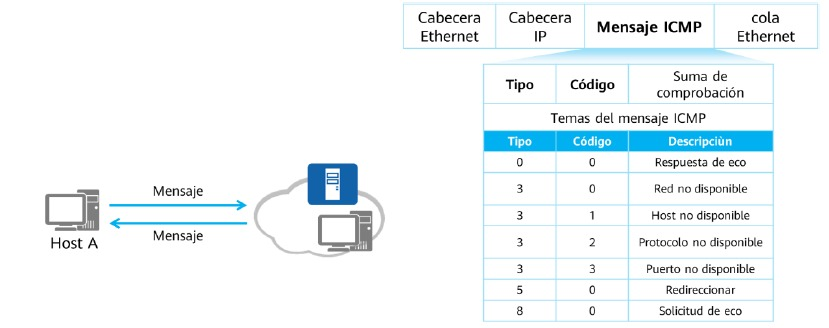 Cabecera
Ethernet
Cabecera
IP
Mensaje ICMP
cola
Ethernet
Tipo
Código
Suma de
comprobación
Temas del mensaje ICMP
Tipo Código Descripciùn
0 0 Respuesta de eco
3 0 Red no disponible
3 1 Host no disponible
3 2 Protocolo no disponible
3 3 Puerto no disponible
5 0 Redireccionar
8 0 Solicitud de eco
Mensaje
Mensaje
Host A